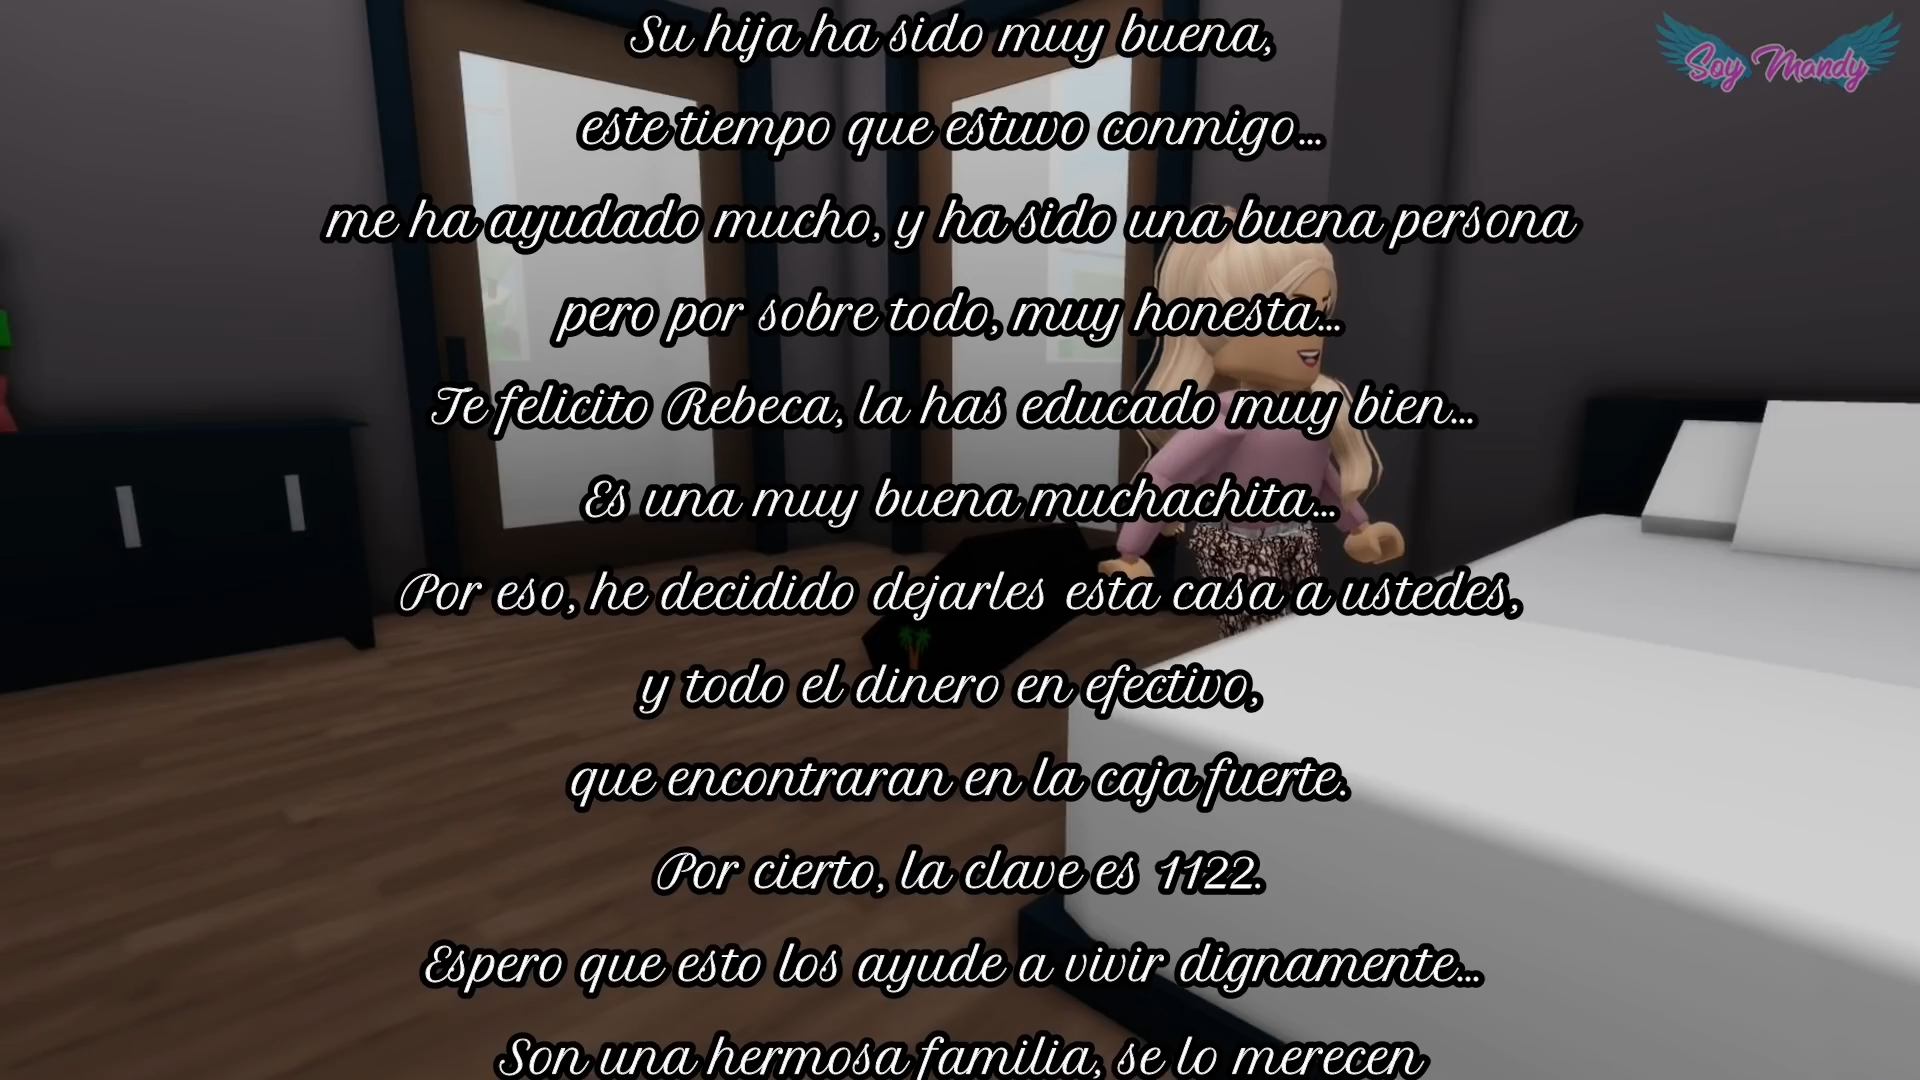 Soy Mandy
Su hija ha sido muy buena,
este tiempo que estuvo conmigo...
me ha ayudado mucho, y ha sido una buena persona
pero por sobre todo, muy honesta...
Te felicito Rebeca, la has educado muy bien...
Es una muy buena muchachita...
Por eso, he decidido dejarles esta casa a ustedes,
y todo el dinero en efectivo,
que encontraran en la caja fuerte.
Por cierto, la clave es 1122.
Espero que esto los ayude a vivir dignamente...
Son una hermosa familia, se lo merecen